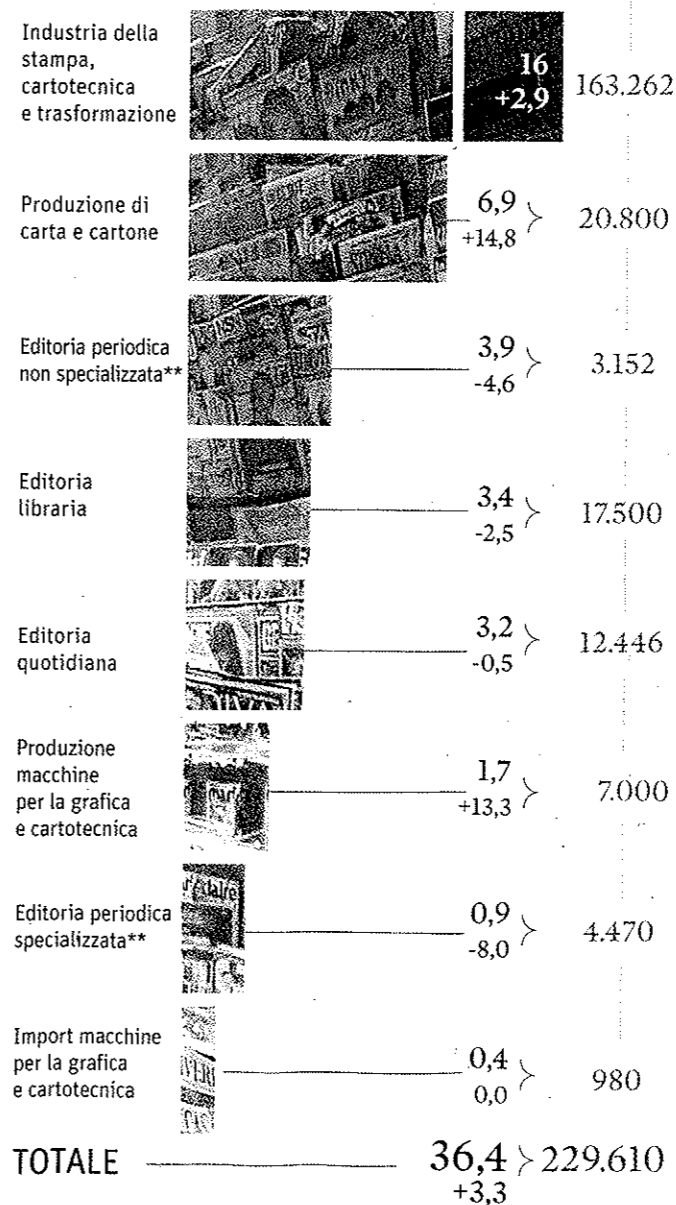 Industria della
stampa,
cartotecnica
e trasformazione
16
+2,9
163.262
Produzione di
carta e cartone
6,9
+14,8
20.800
Editoria periodica
non specializzata**
3,9
-4,6
3.152
Editoria
libraria
3,4
-2,5
17.500
Editoria
quotidiana
3,2
-0,5
12.446
Produzione
macchine
per la grafica
e cartotecnica
1,7
+13,3
7.000
Editoria periodica
specializzata**
0,9
-8,0
4.470
Import macchine
per la grafica
e cartotecnica
0,4
0,0
980
TOTALE
36,4 229.610
+3,3